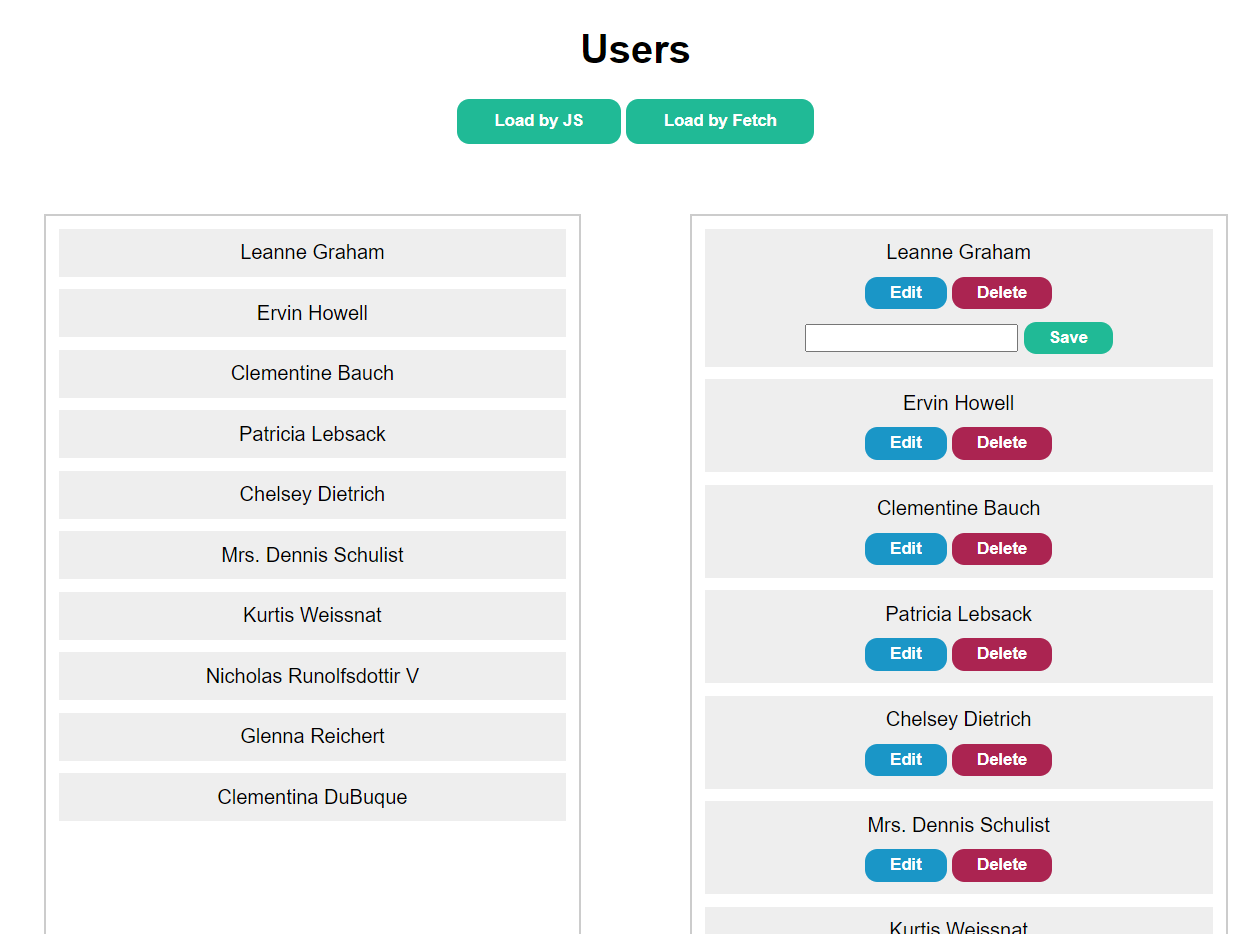 Users
Load by JS Load by Fetch
Leanne Graham
Ervin Howell
Clementine Bauch
Patricia Lebsack
Chelsey Dietrich
Mrs. Dennis Schulist
Kurtis Weissnat
Nicholas Runolfsdottir V
Glenna Reichert
Clementina DuBuque
Leanne Graham
Edit Delete
Save
Ervin Howell
Edit Delete
Clementine Bauch
Edit Delete
Patricia Lebsack
Edit Delete
Chelsey Dietrich
Edit Delete
Mrs. Dennis Schulist
Edit Delete
Kurtis Weissnat